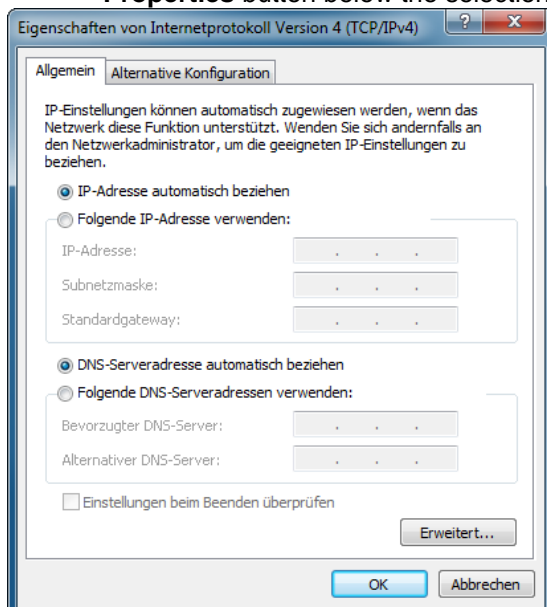 Properties button below the selection
Eigenschaften von Internetprotokoll Version 4 (TCP/IPv4)
? X
Allgemein Alternative Konfiguration
IP-Einstellungen können automatisch zugewiesen werden, wenn das
Netzwerk diese Funktion unterstützt. Wenden Sie sich andernfalls an
den Netzwerkadministrator, um die geeigneten IP-Einstellungen zu
beziehen.
IP-Adresse automatisch beziehen
Folgende IP-Adresse verwenden:
IP-Adresse: . . .
Subnetzmaske: . . .
Standardgateway: . . .
DNS-Serveradresse automatisch beziehen
Folgende DNS-Serveradressen verwenden:
Bevorzugter DNS-Server: . . .
Alternativer DNS-Server: . . .
Einstellungen beim Beenden überprüfen
Erweitert...
OK Abbrechen